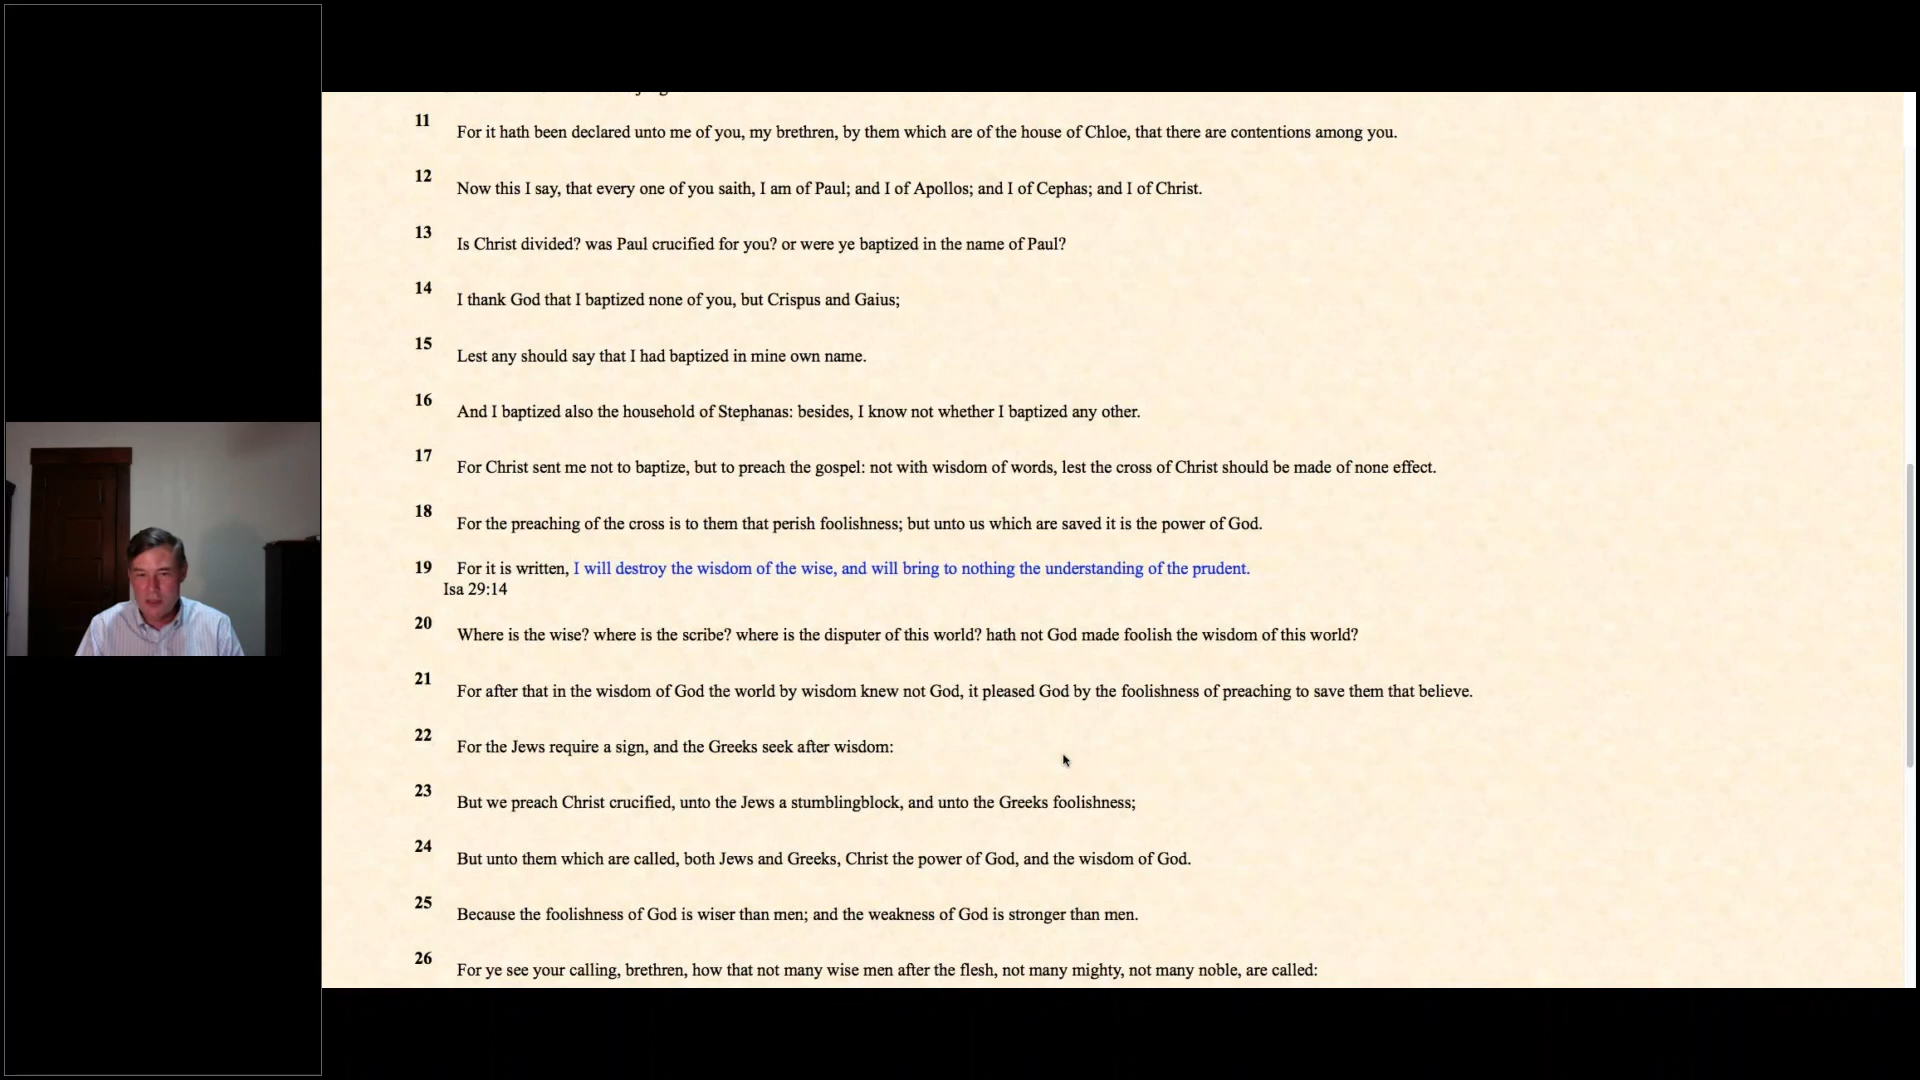 11 For it hath been declared unto me of you, my brethren, by them which are of the house of Chloe, that there are contentions among you.
12 Now this I say, that every one of you saith, I am of Paul; and I of Apollos; and I of Cephas; and I of Christ.
13 Is Christ divided? was Paul crucified for you? or were ye baptized in the name of Paul?
14 I thank God that I baptized none of you, but Crispus and Gaius;
15 Lest any should say that I had baptized in mine own name.
16 And I baptized also the household of Stephanas: besides, I know not whether I baptized any other.
17 For Christ sent me not to baptize, but to preach the gospel: not with wisdom of words, lest the cross of Christ should be made of none effect.
18 For the preaching of the cross is to them that perish foolishness; but unto us which are saved it is the power of God.
19 For it is written, I will destroy the wisdom of the wise, and will bring to nothing the understanding of the prudent.
Isa 29:14
20 Where is the wise? where is the scribe? where is the disputer of this world? hath not God made foolish the wisdom of this world?
21 For after that in the wisdom of God the world by wisdom knew not God, it pleased God by the foolishness of preaching to save them that believe.
22 For the Jews require a sign, and the Greeks seek after wisdom:
23 But we preach Christ crucified, unto the Jews a stumblingblock, and unto the Greeks foolishness;
24 But unto them which are called, both Jews and Greeks, Christ the power of God, and the wisdom of God.
25 Because the foolishness of God is wiser than men; and the weakness of God is stronger than men.
26 For ye see your calling, brethren, how that not many wise men after the flesh, not many mighty, not many noble, are called: